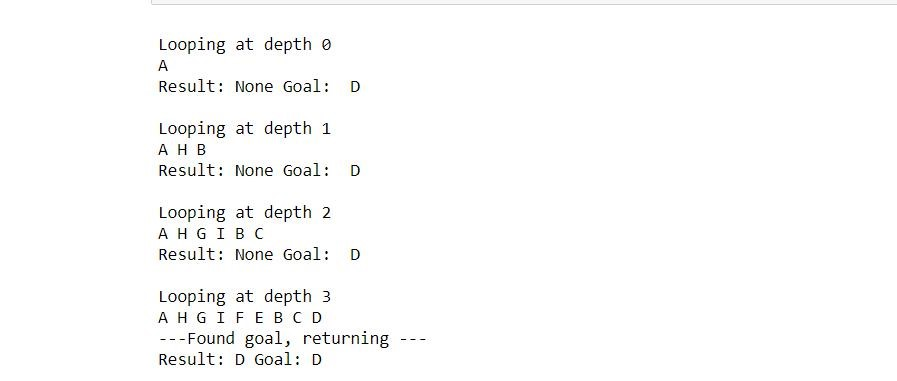 Looping at depth 0
A
Result: None Goal:  D
Looping at depth 1
A H B
Result: None Goal:  D
Looping at depth 2
A H G I B C
Result: None Goal:  D
Looping at depth 3
A H G I F E B C D
---Found goal, returning ---
Result: D Goal: D